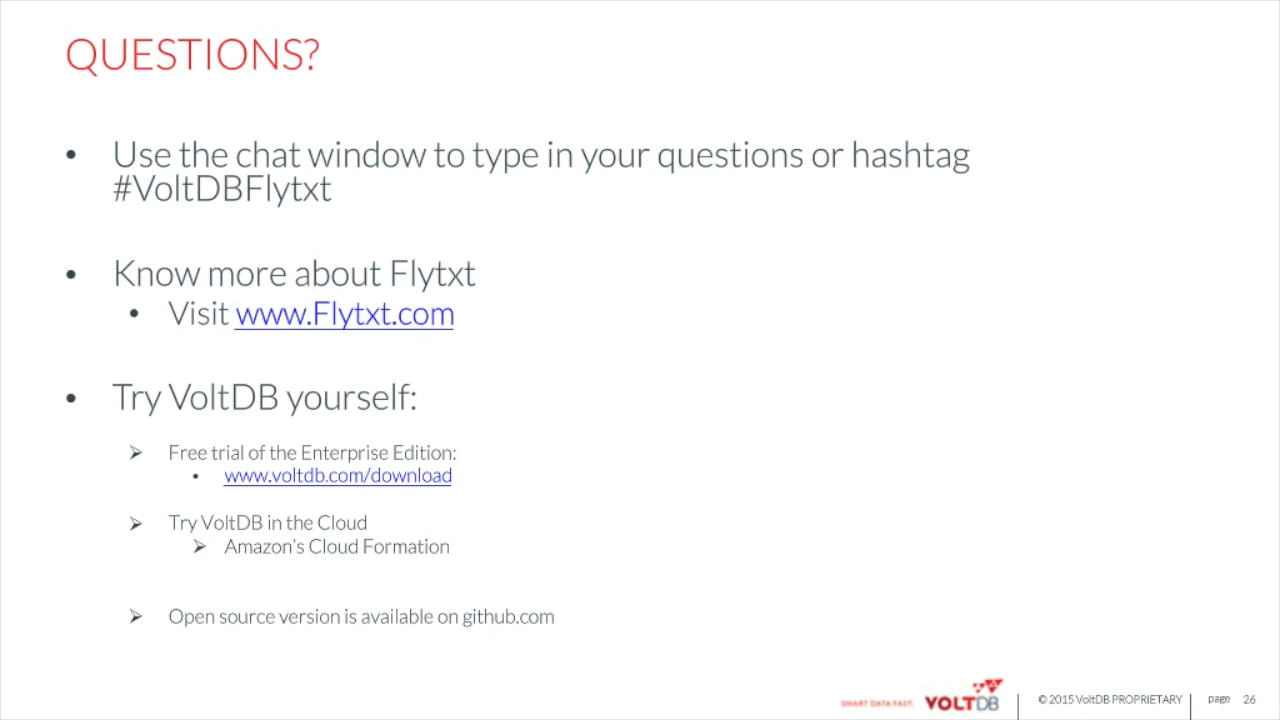 QUESTIONS?
• Use the chat window to type in your questions or hashtag
#VoltDBFlytxt
• Know more about Flytxt
• Visit www.Flytxt.com
• Try VoltDB yourself:
➢ Free trial of the Enterprise Edition:
• www.voltdb.com/download
➢ Try VoltDB in the Cloud
➢ Amazon's Cloud Formation
➢ Open source version is available on github.com
SMART DATA FAST. VOLTDB © 2015 VoltDB PROPRIETARY page 26